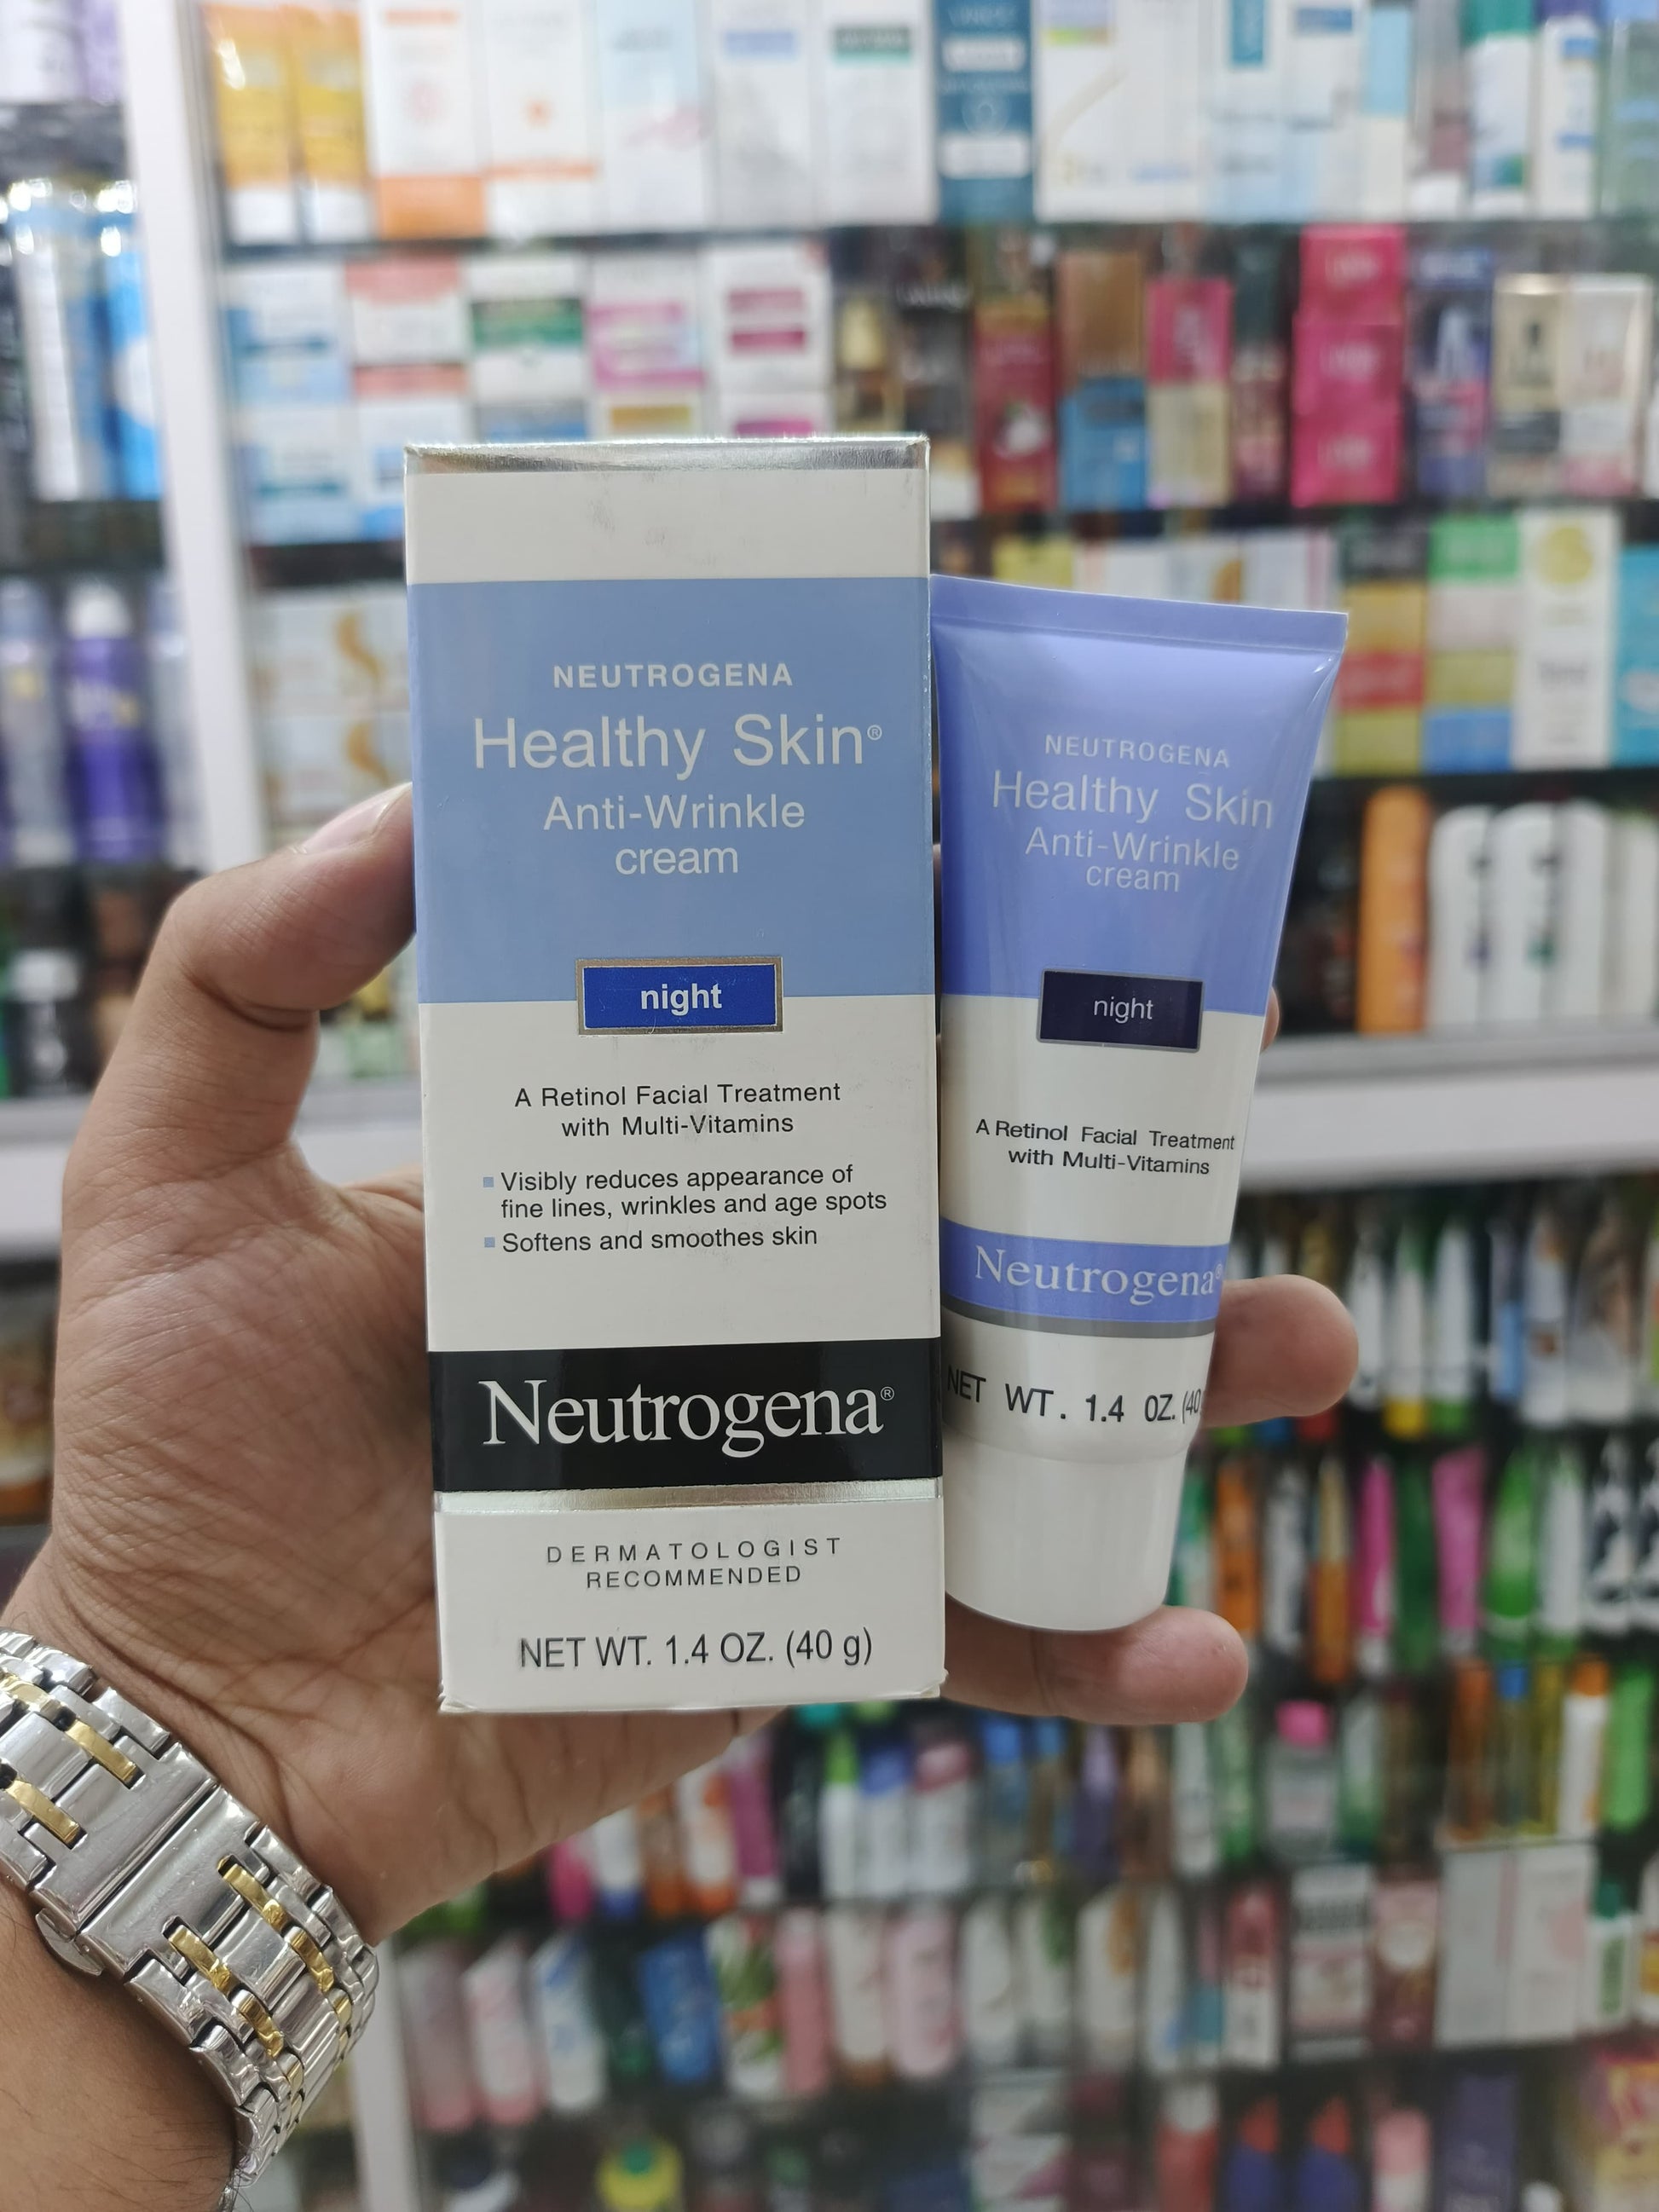 NEUTROGENA
Healthy Skin®
Anti-Wrinkle
cream
night
A Retinol Facial Treatment
with Multi-Vitamins
▪ Visibly reduces appearance of
fine lines, wrinkles and age spots
▪ Softens and smoothes skin
Neutrogena®
DERMATOLOGIST
RECOMMENDED
NET WT. 1.4 OZ. (40 g)
NEUTROGENA
Healthy Skin
Anti-Wrinkle
cream
night
A Retinol Facial Treatment
with Multi-Vitamins
Neutrogena®
NET WT. 1.4 OZ. (40